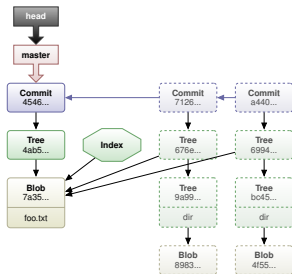 head
master
Commit
4546...
Commit
7126...
Commit
a440...
Tree
4ab5...
Index
Tree
676e...
Tree
6994...
Blob
7a35...
foo.txt
Tree
9a99...
dir
Tree
bc45...
dir
Blob
8983...
Blob
4f55...